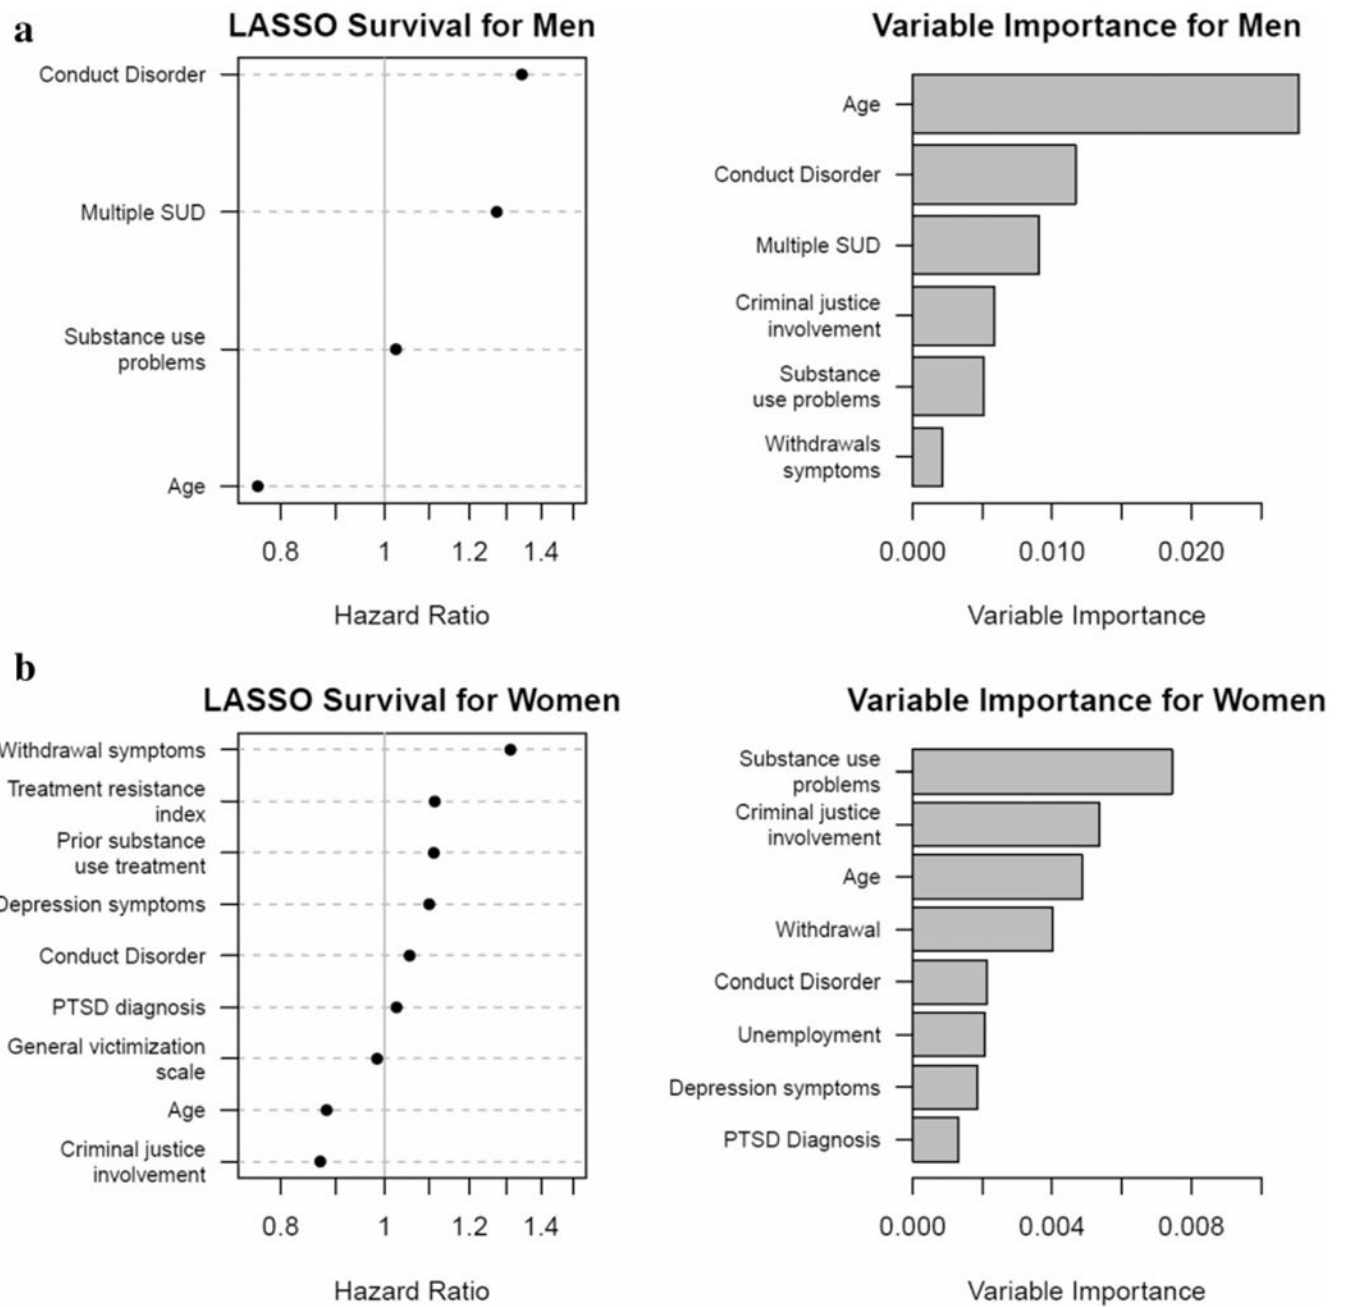 a
LASSO Survival for Men
Conduct Disorder
Multiple SUD
Substance use
problems
Age
0.8 1 1.2 1.4
Hazard Ratio
Variable Importance for Men
Age
Conduct Disorder
Multiple SUD
Criminal justice
involvement
Substance
use problems
Withdrawals
symptoms
0.000 0.010 0.020
Variable Importance
b
LASSO Survival for Women
Withdrawal symptoms
Treatment resistance
index
Prior substance
use treatment
Depression symptoms
Conduct Disorder
PTSD diagnosis
General victimization
scale
Age
Criminal justice
involvement
0.8 1 1.2 1.4
Hazard Ratio
Variable Importance for Women
Substance use
problems
Criminal justice
involvement
Age
Withdrawal
Conduct Disorder
Unemployment
Depression symptoms
PTSD Diagnosis
0.000 0.004 0.008
Variable Importance